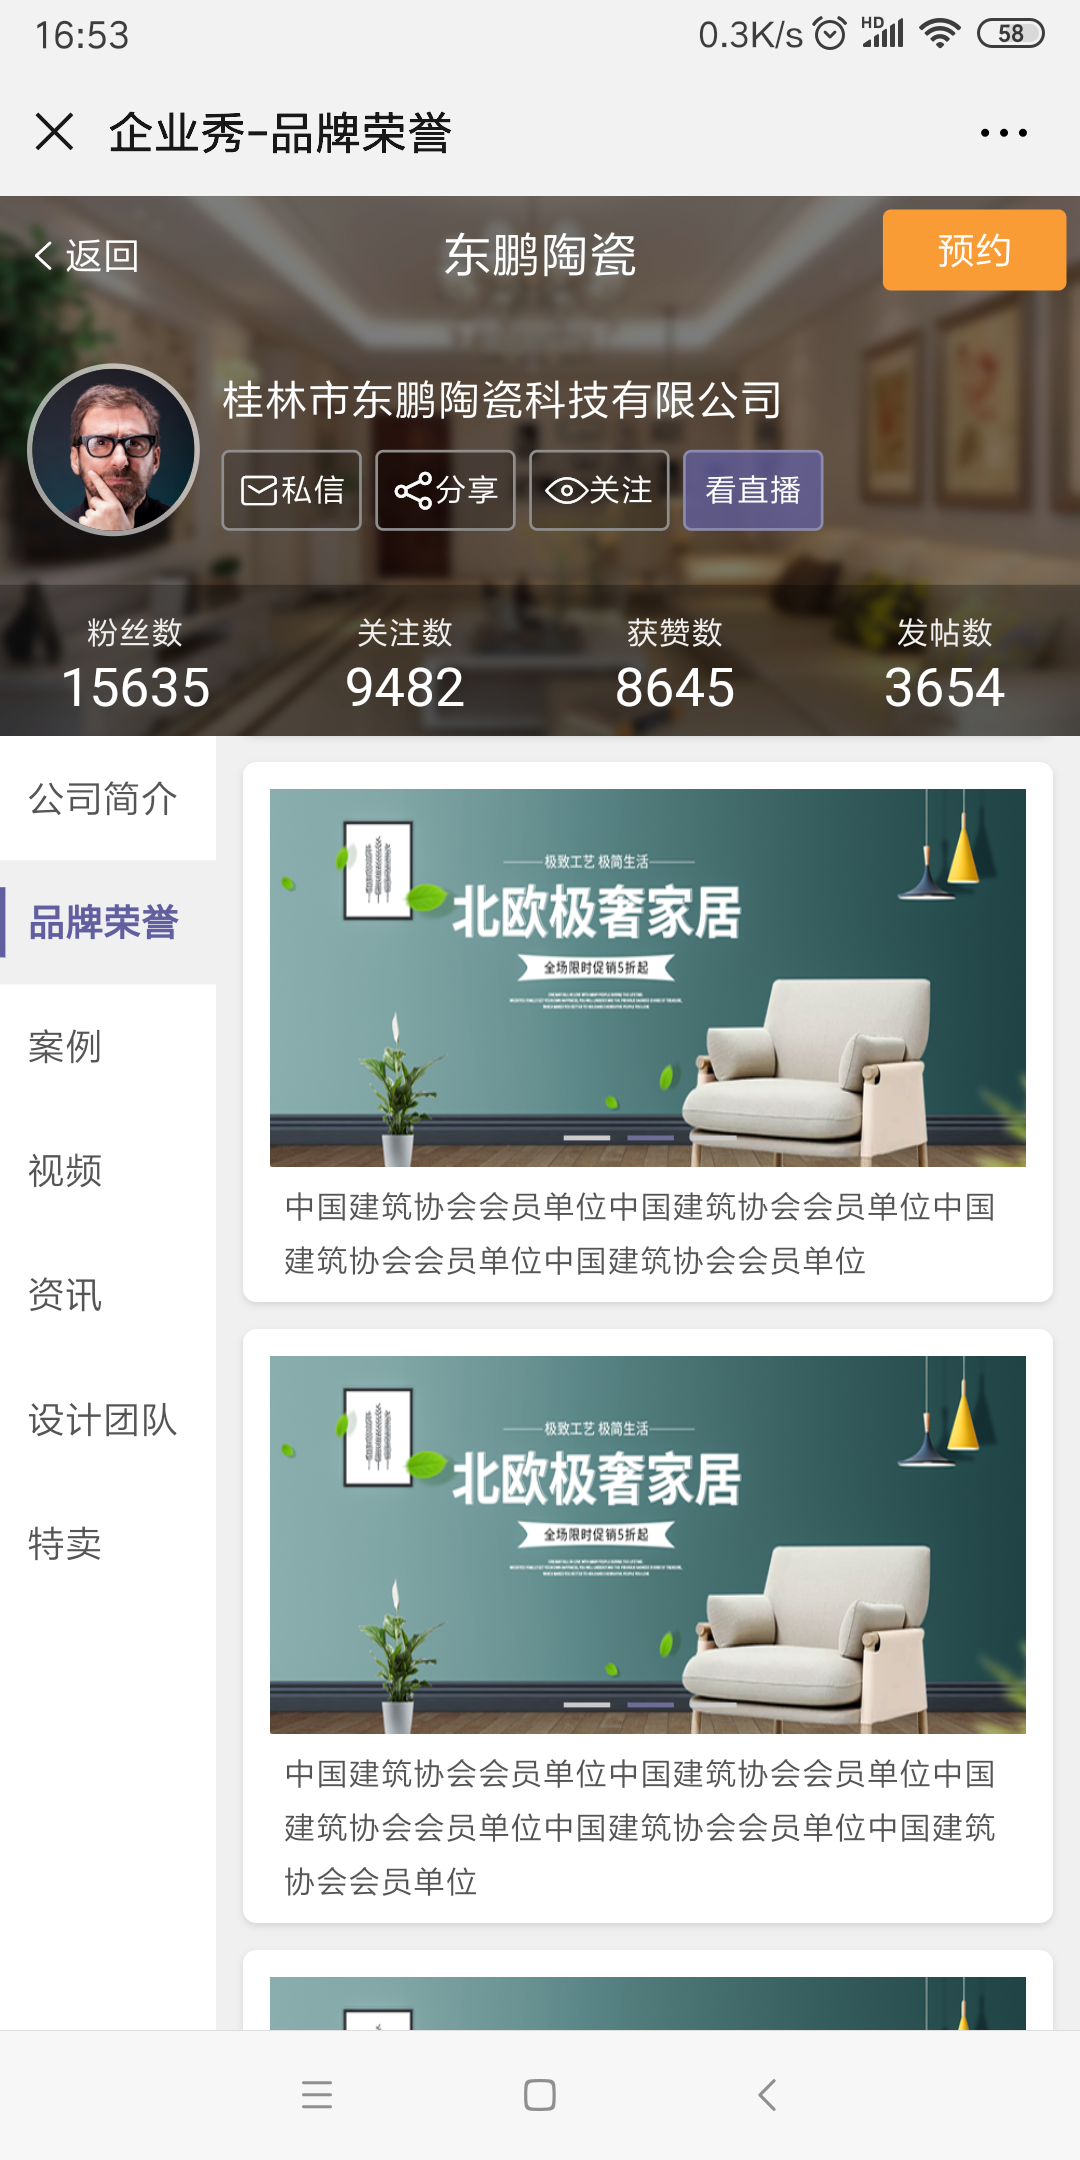 16:53
0.3K/s HD 58
企业秀-品牌荣誉
返回
东鹏陶瓷
预约
桂林市东鹏陶瓷科技有限公司
私信 分享 关注 看直播
粉丝数 关注数 获赞数 发帖数
15635 9482 8645 3654
公司简介
品牌荣誉
案例
视频
资讯
设计团队
特卖
极致工艺 极简生活
北欧极奢家居
全场限时促销5折起
中国建筑协会会员单位中国建筑协会会员单位中国
建筑协会会员单位中国建筑协会会员单位
极致工艺 极简生活
北欧极奢家居
全场限时促销5折起
中国建筑协会会员单位中国建筑协会会员单位中国
建筑协会会员单位中国建筑协会会员单位中国建筑
协会会员单位